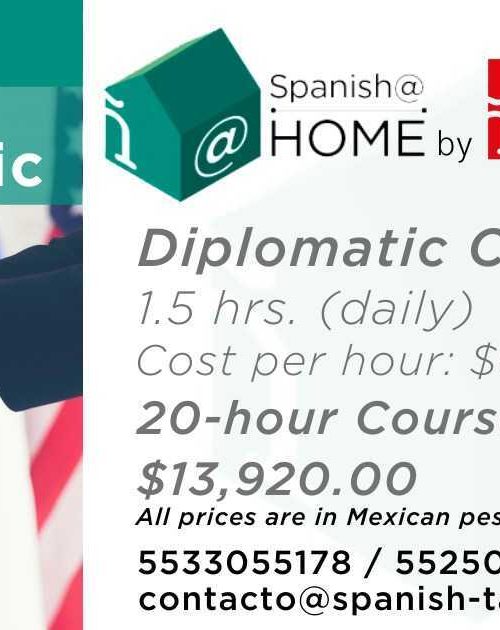 ic
ñ @
Spanish@
HOME by
Diplomatic C
1.5 hrs. (daily)
Cost per hour: $
20-hour Cours
$13,920.00
All prices are in Mexican pes
5533055178 / 55250
contacto@spanish-ta